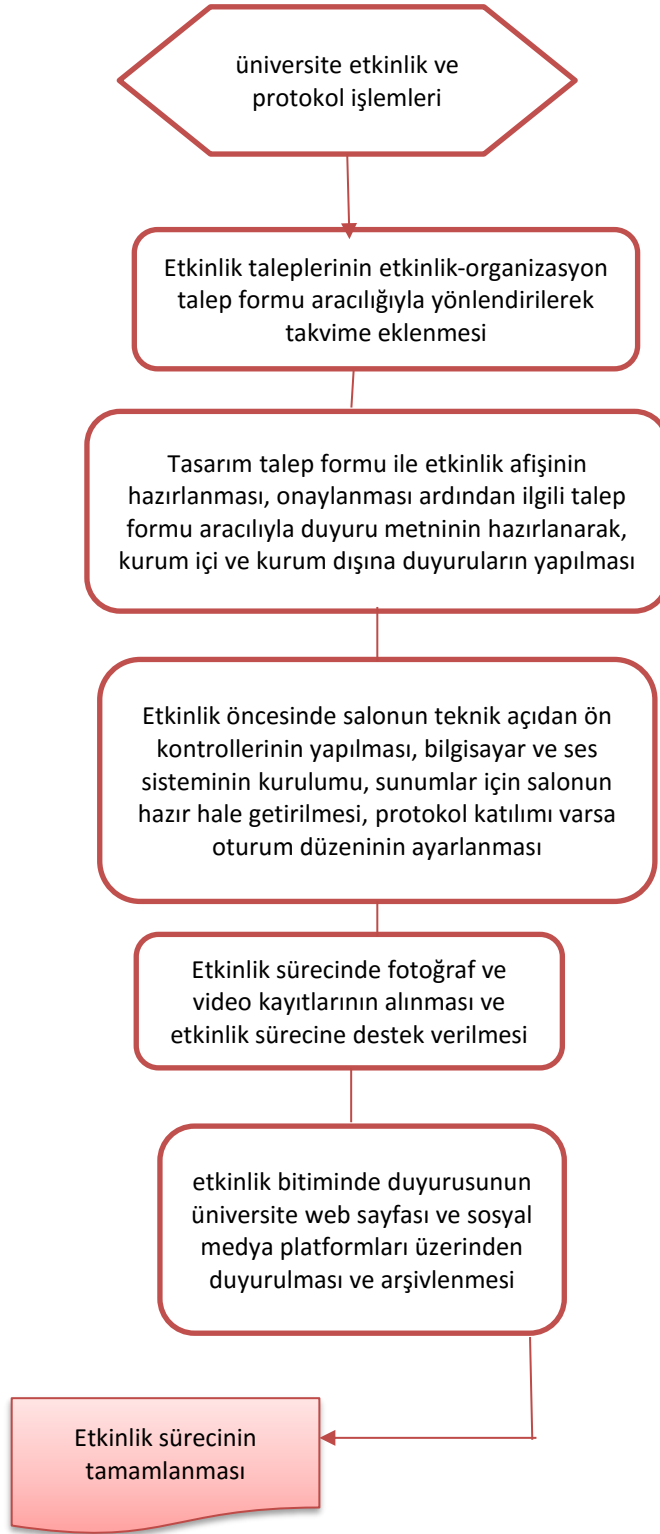 üniversite etkinlik ve
protokol işlemleri
Etkinlik taleplerinin etkinlik-organizasyon
talep formu aracılığıyla yönlendirilerek
takvime eklenmesi
Tasarım talep formu ile etkinlik afişinin
hazırlanması, onaylanması ardından ilgili talep
formu aracılıyla duyuru metninin hazırlanarak,
kurum içi ve kurum dışına duyuruların yapılması
Etkinlik öncesinde salonun teknik açıdan ön
kontrollerinin yapılması, bilgisayar ve ses
sisteminin kurulumu, sunumlar için salonun
hazır hale getirilmesi, protokol katılımı varsa
oturum düzeninin ayarlanması
Etkinlik sürecinde fotoğraf ve
video kayıtlarının alınması ve
etkinlik sürecine destek verilmesi
etkinlik bitiminde duyurusunun
üniversite web sayfası ve sosyal
medya platformları üzerinden
duyurulması ve arşivlenmesi
Etkinlik sürecinin
tamamlanması